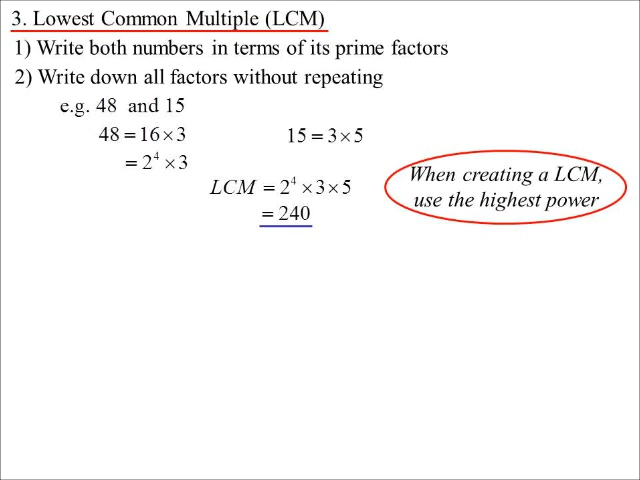 3. Lowest Common Multiple (LCM)
1) Write both numbers in terms of its prime factors
2) Write down all factors without repeating
e.g. 48 and 15
48 = 16 × 3
15 = 3 × 5
= 2⁴ × 3
LCM = 2⁴ × 3 × 5
= 240
When creating a LCM,
use the highest power